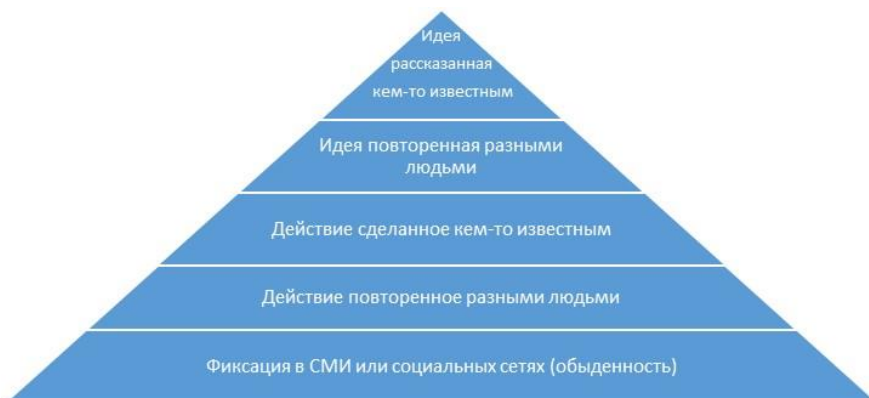 Идея
рассказанная
кем-то известным
Идея повторенная разными
людьми
Действие сделанное кем-то известным
Действие повторенное разными людьми
Фиксация в СМИ или социальных сетях (обыденность)